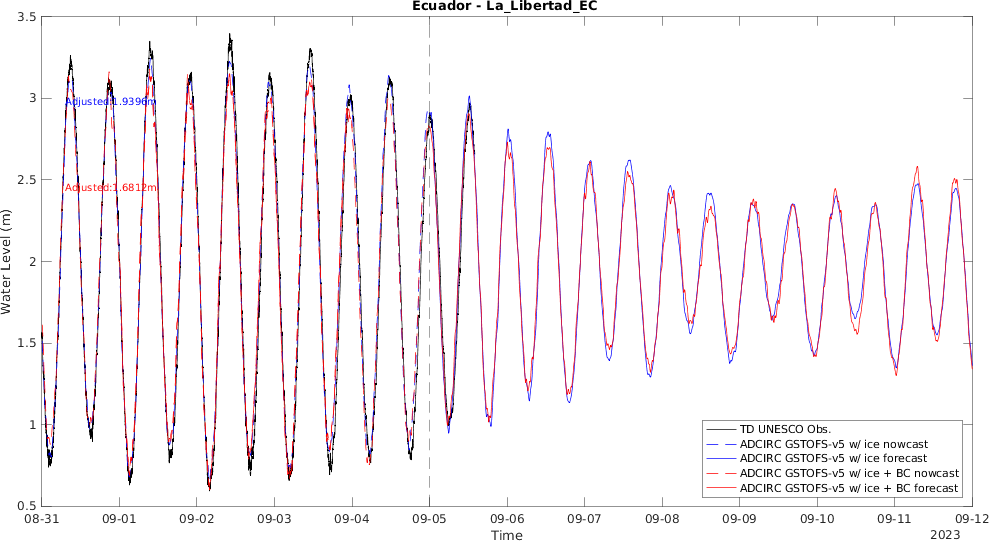 Ecuador - La_Libertad_EC
3.5
3
2.5
2
1.5
1
0.5
Water Level (m)
Adjusted:1.9396m
Adjusted:1.6812m
TD UNESCO Obs.
ADCIRC GSTOFS-v5 w/ ice nowcast
ADCIRC GSTOFS-v5 w/ ice forecast
ADCIRC GSTOFS-v5 w/ ice + BC nowcast
ADCIRC GSTOFS-v5 w/ ice + BC forecast
08-31 09-01 09-02 09-03 09-04 09-05 09-06 09-07 09-08 09-09 09-10 09-11 09-12
Time
2023